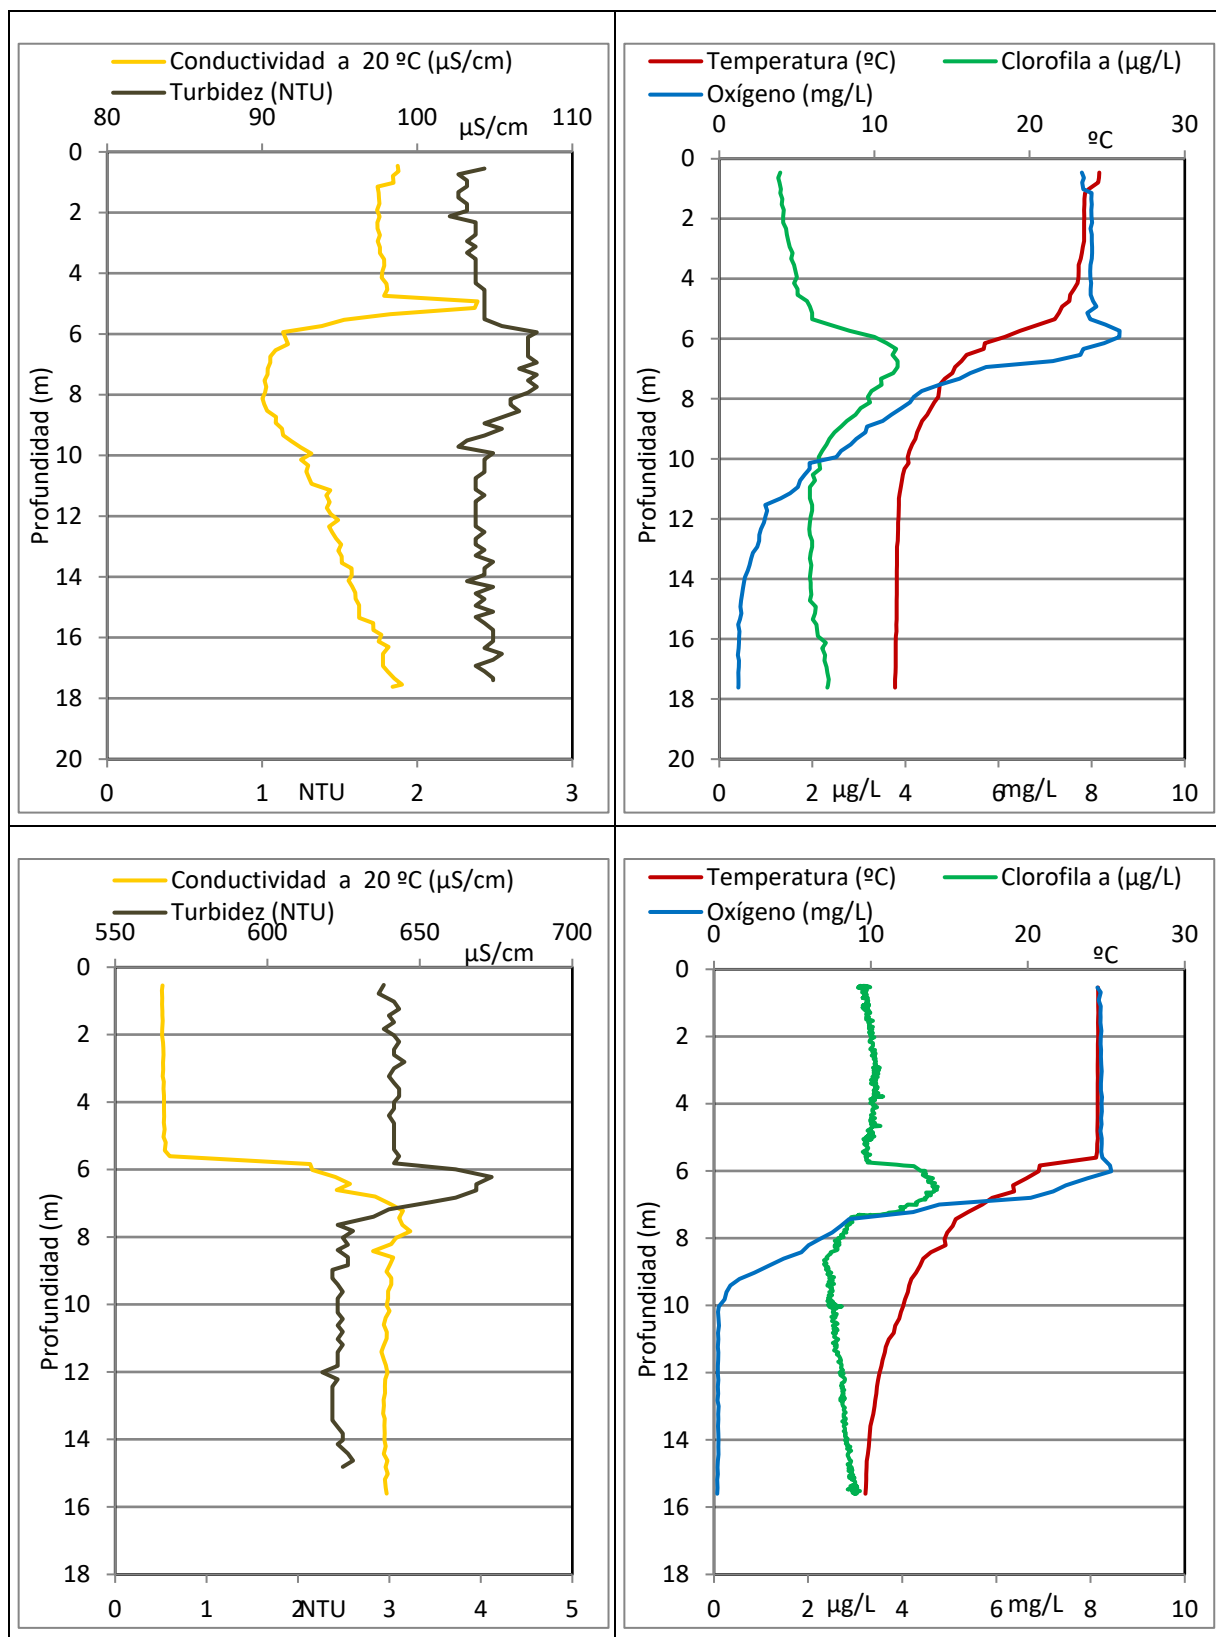 Conductividad a 20 ºC (µS/cm)
Turbidez (NTU)
80 90 100 110
µS/cm
0
2
4
6
8
10
12
14
16
18
20
Profundidad (m)
0 1 NTU 2 3
Temperatura (ºC) Clorofila a (µg/L)
Oxígeno (mg/L)
0 10 20 30
ºC
0
2
4
6
8
10
12
14
16
18
20
Profundidad (m)
0 2 µg/L 4 6 mg/L 8 10
Conductividad a 20 ºC (µS/cm)
Turbidez (NTU)
550 600 650 700
µS/cm
0
2
4
6
8
10
12
14
16
18
Profundidad (m)
0 1 2 NTU 3 4 5
Temperatura (ºC) Clorofila a (µg/L)
Oxígeno (mg/L)
0 10 20 30
ºC
0
2
4
6
8
10
12
14
16
18
Profundidad (m)
0 2 µg/L 4 6 mg/L 8 10